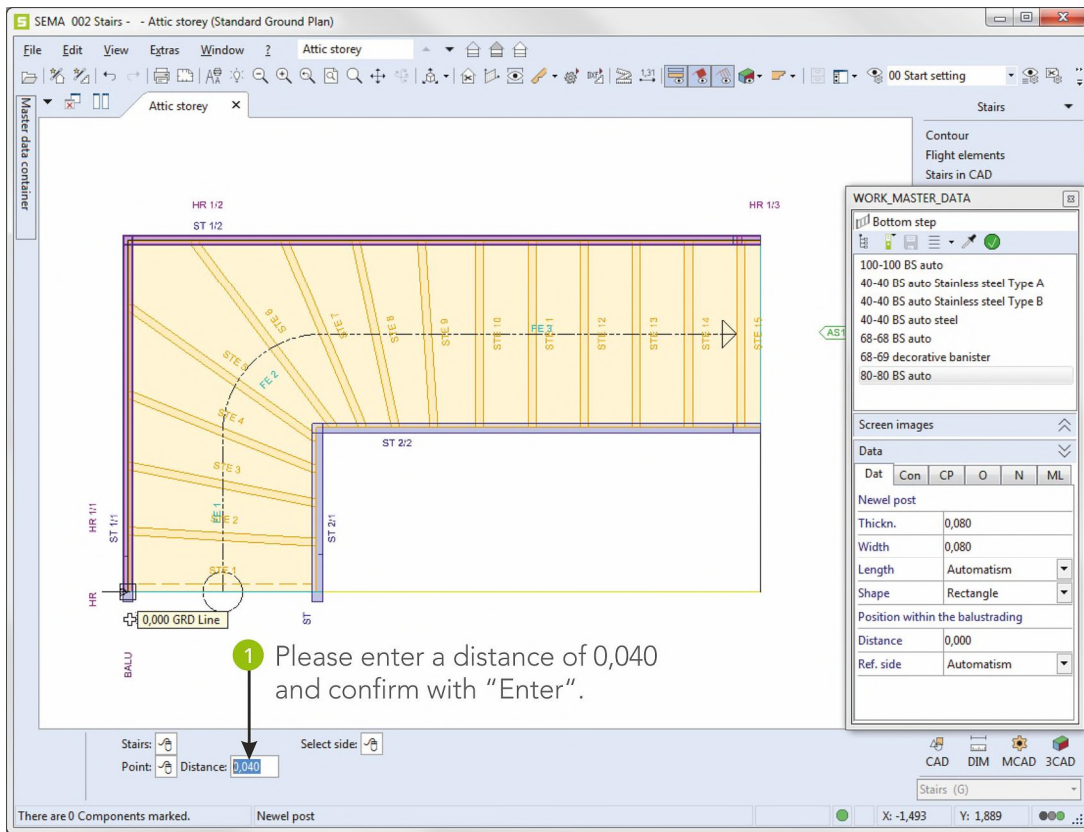 SEMA 002 Stairs - - Attic storey (Standard Ground Plan)
File Edit View Extras Window ? Attic storey
00 Start setting
Master data container
Attic storey
Stairs
Contour
Flight elements
Stairs in CAD
HR 1/2
ST 1/2
HR 1/3
STE 6
STE 7
STE 8
STE 9
STE 10
STE 11
STE 12
STE 13
STE 14
STE 15
FE 3
AS1
STE 5
FE 2
STE 4
STE 3
FE 1
STE 2
STE 1
ST 2/2
HR 1/1
ST 1/1
ST 2/1
HR
ST
BALU
0,000 GRD Line
1 Please enter a distance of 0,040
and confirm with "Enter“.
WORK_MASTER_DATA
Bottom step
100-100 BS auto
40-40 BS auto Stainless steel Type A
40-40 BS auto Stainless steel Type B
40-40 BS auto steel
68-68 BS auto
68-69 decorative banister
80-80 BS auto
Screen images
Data
Dat Con CP O N ML
Newel post
Thickn. 0,080
Width 0,080
Length Automatism
Shape Rectangle
Position within the balustrading
Distance 0,000
Ref. side Automatism
Stairs: Select side:
Point: Distance: 0,040
CAD DIM MCAD 3CAD
Stairs (G)
There are 0 Components marked. Newel post X: -1,493 Y: 1,889